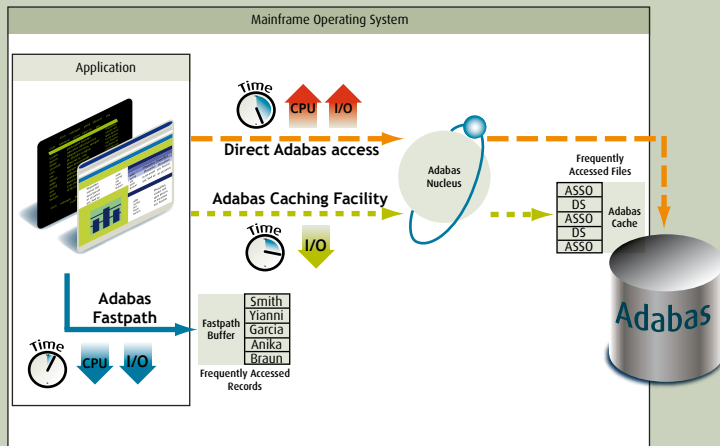 Mainframe Operating System
Application
Time
CPU
I/O
Direct Adabas access
Adabas Caching Facility
Time
I/O
Adabas
Nucleus
Frequently
Accessed Files
ASSO
DS
ASSO
DS
ASSO
Adabas
Cache
Adabas
Adabas
Fastpath
Time
CPU
I/O
Fastpath
Buffer
Smith
Yianni
Garcia
Anika
Braun
Frequently Accessed
Records